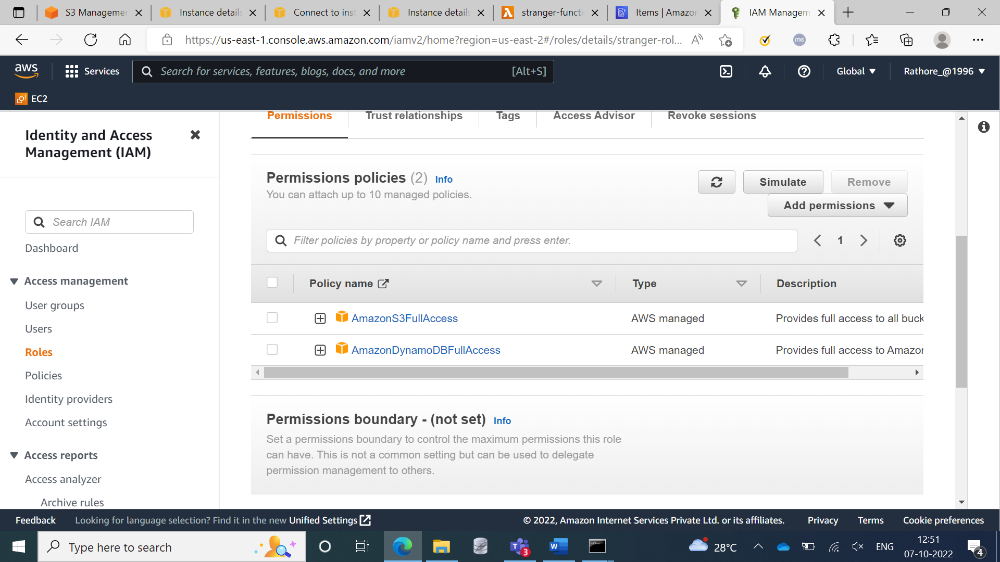 S3 Managemer
Instance details
Connect to inst
Instance details
stranger-functi
Items | Amazor
IAM Managem
https://us-east-1.console.aws.amazon.com/iamv2/home?region=us-east-2#/roles/details/stranger-rol...
me
aws
Services
Search for services, features, blogs, docs, and more
[Alt+S]
Global
Rathore_@1996
EC2
Identity and Access
Management (IAM)
Search IAM
Dashboard
Access management
User groups
Users
Roles
Policies
Identity providers
Account settings
Access reports
Access analyzer
Archive rules
Permissions
Trust relationships
Tags
Access Advisor
Revoke sessions
Permissions policies (2) Info
You can attach up to 10 managed policies.
Simulate
Remove
Add permissions
Filter policies by property or policy name and press enter.
1
Policy name
Type
Description
AmazonS3FullAccess
AWS managed
Provides full access to all buck
AmazonDynamoDBFullAccess
AWS managed
Provides full access to Amazor
Permissions boundary - (not set) Info
Set a permissions boundary to control the maximum permissions this role
can have. This is not a common setting but can be used to delegate
permission management to others.
Feedback
Looking for language selection? Find it in the new Unified Settings
© 2022, Amazon Internet Services Private Ltd. or its affiliates.
Privacy
Terms
Cookie preferences
Type here to search
3
28°C
ENG
12:51
07-10-2022
4